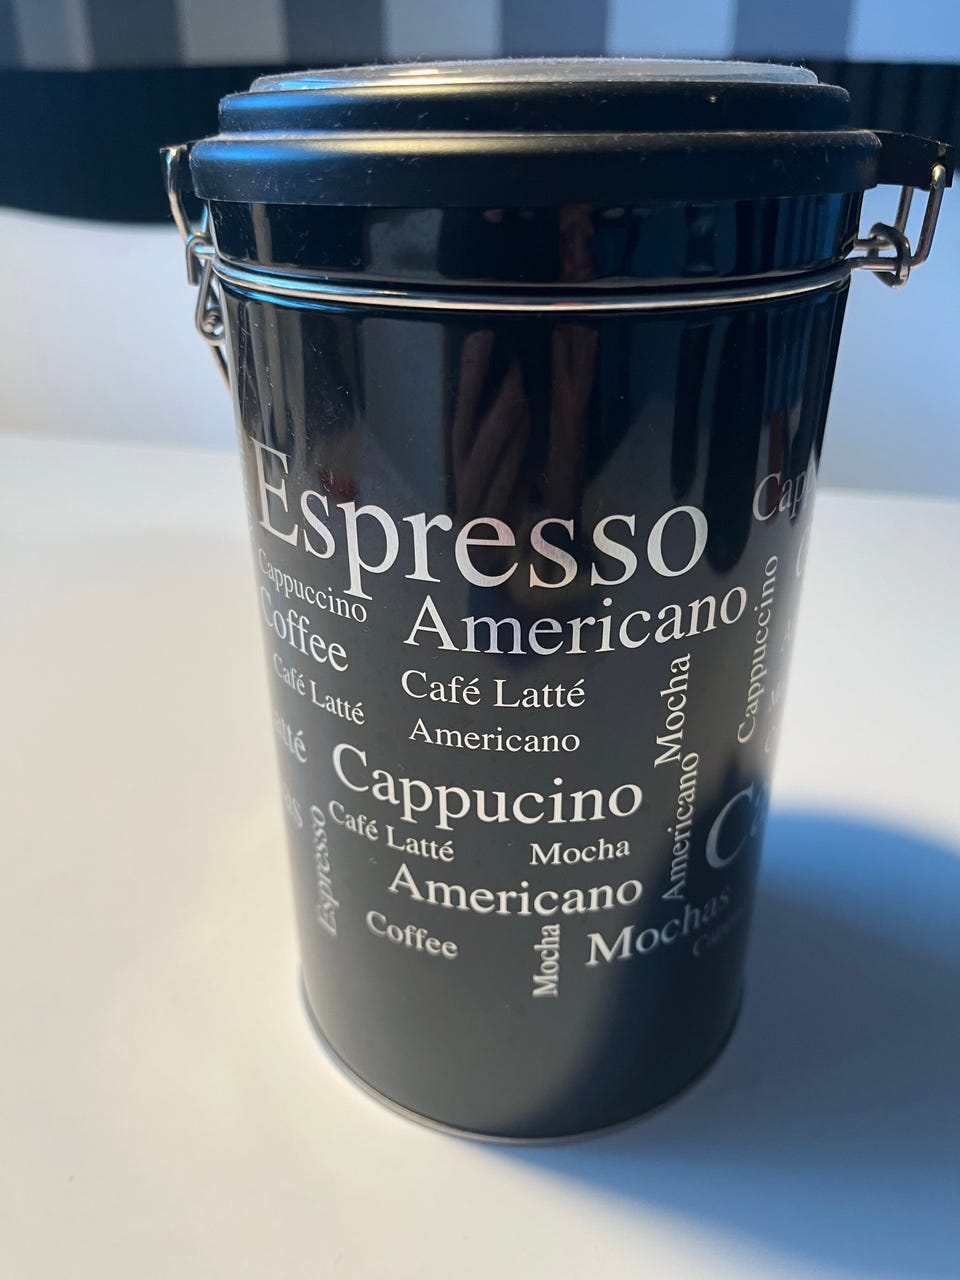 Espresso
Cappuccino
Americano
Coffee
Café Latté
Café Latté
Americano
Mocha
Cappuccino
Cappucino
Café Latté
Mocha
Americano
Americano
Espresso
Coffee
Mocha
Mochas